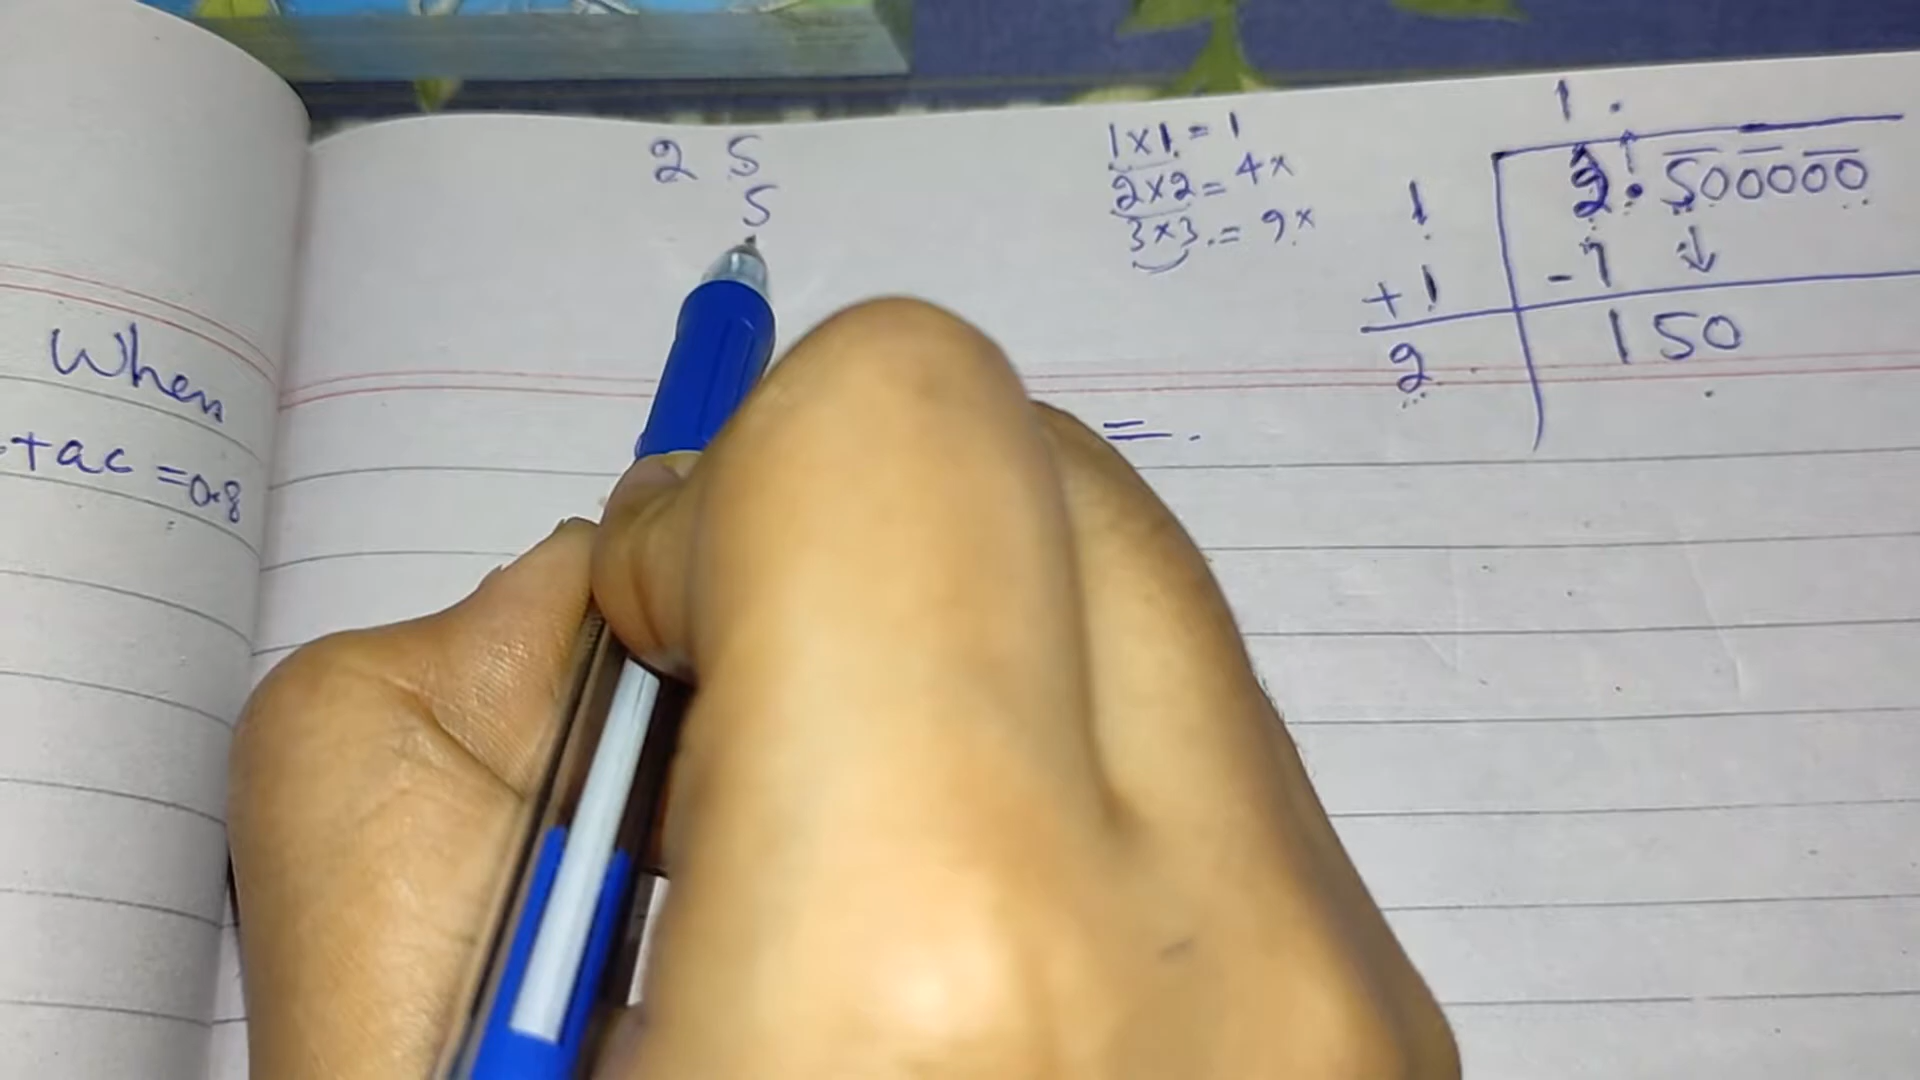 When
+ac =0.8
2 5
5
1x1 = 1
2x2 = 4x
3x3 = 9x
=
1.
1 2.500000
+1 -1
2 150